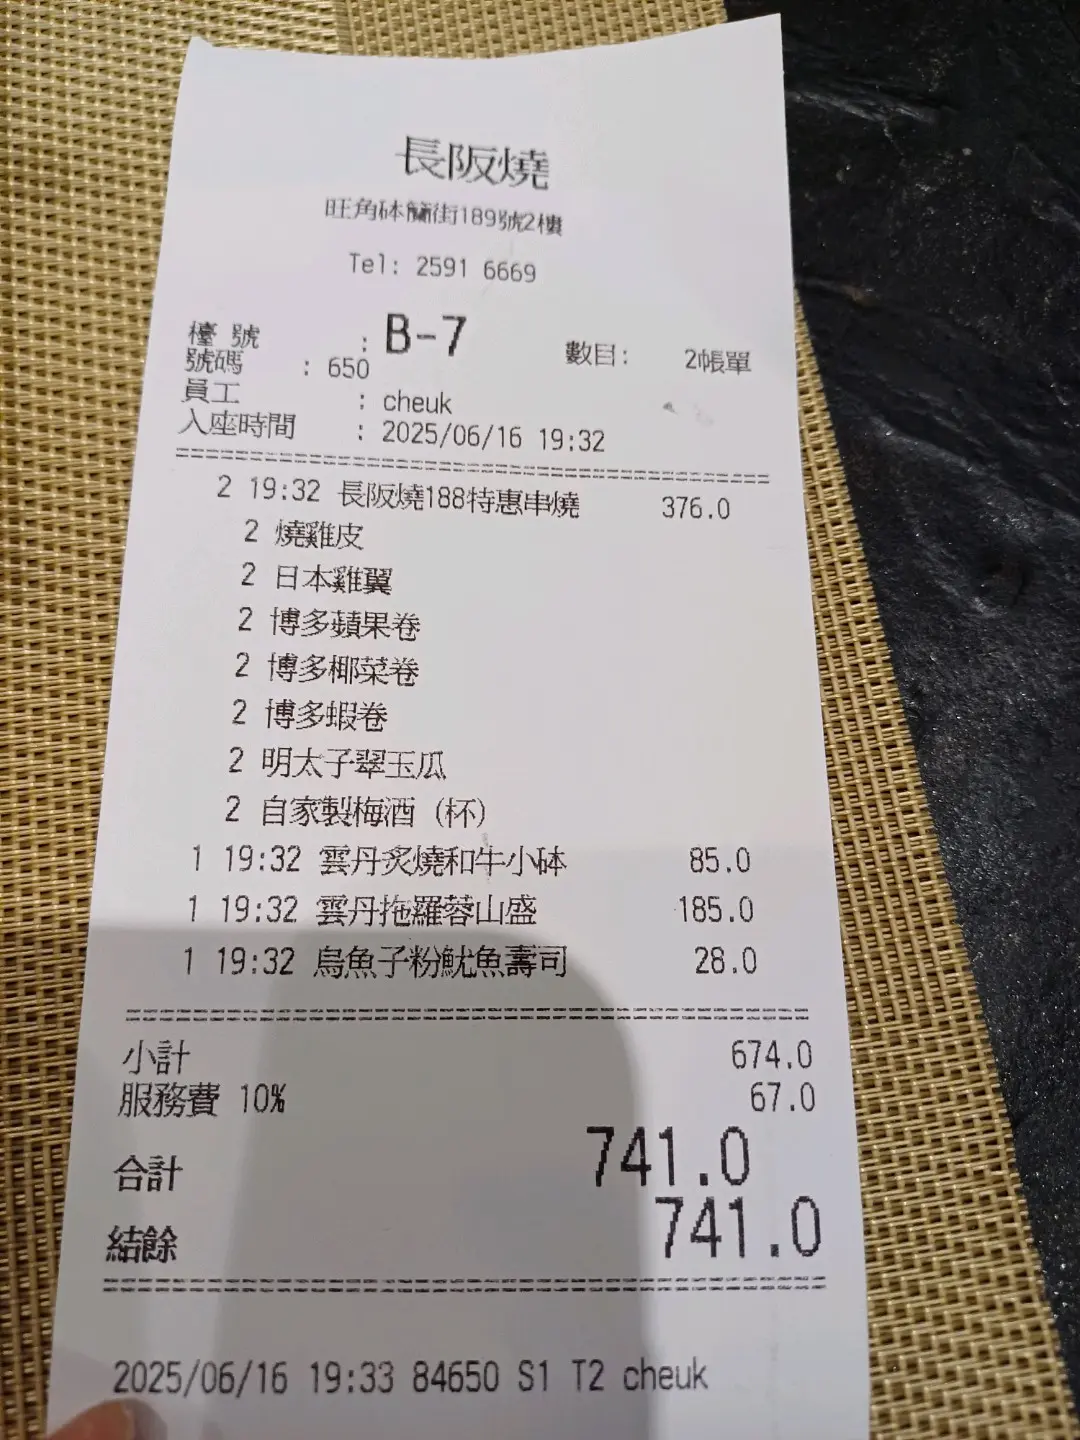 長阪燒
旺角砵蘭街189號2樓
Tel: 2591 6669
檯 號 : B-7 數目: 2帳單
號碼 : 650
員工 : cheuk
入座時間 : 2025/06/16 19:32
2 19:32 長阪燒188特惠串燒 376.0
2 燒雞皮
2 日本雞翼
2 博多蘋果卷
2 博多椰菜卷
2 博多蝦卷
2 明太子翠玉瓜
2 自家製梅酒 (杯)
1 19:32 雲丹炙燒和牛小砵 85.0
1 19:32 雲丹拖羅蓉山盛 185.0
1 19:32 烏魚子粉魷魚壽司 28.0
小計 674.0
服務費 10% 67.0
合計 741.0
結餘 741.0
2025/06/16 19:33 84650 S1 T2 cheuk